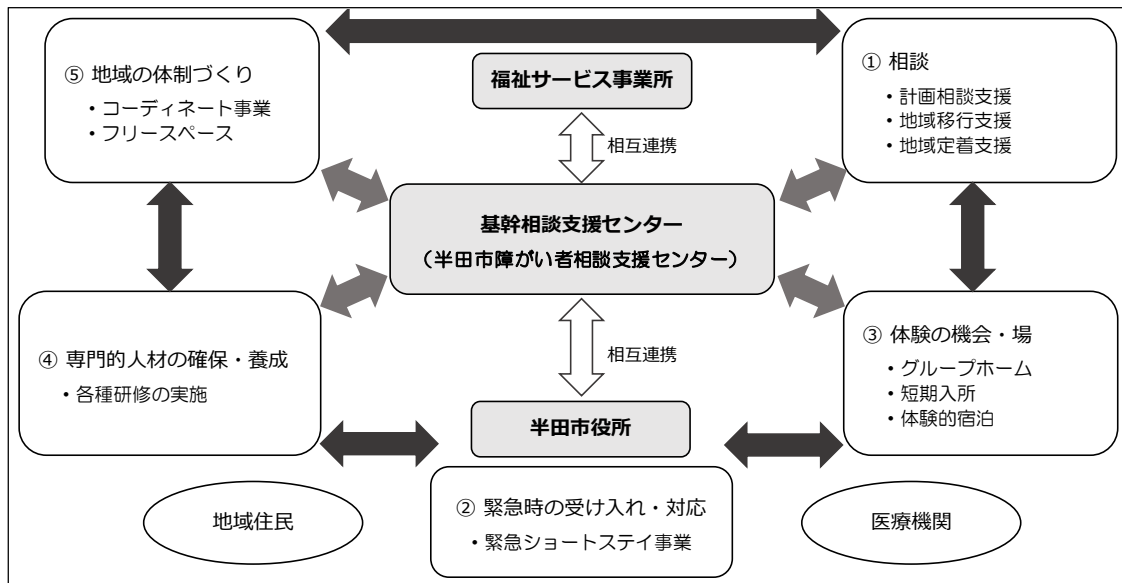 ⑤ 地域の体制づくり
・コーディネート事業
・フリースペース
福祉サービス事業所
① 相談
・計画相談支援
・地域移行支援
・地域定着支援
相互連携
基幹相談支援センター
（半田市障がい者相談支援センター）
④ 専門的人材の確保・養成
・各種研修の実施
相互連携
③ 体験の機会・場
・グループホーム
・短期入所
・体験的宿泊
半田市役所
② 緊急時の受け入れ・対応
・緊急ショートステイ事業
地域住民
医療機関